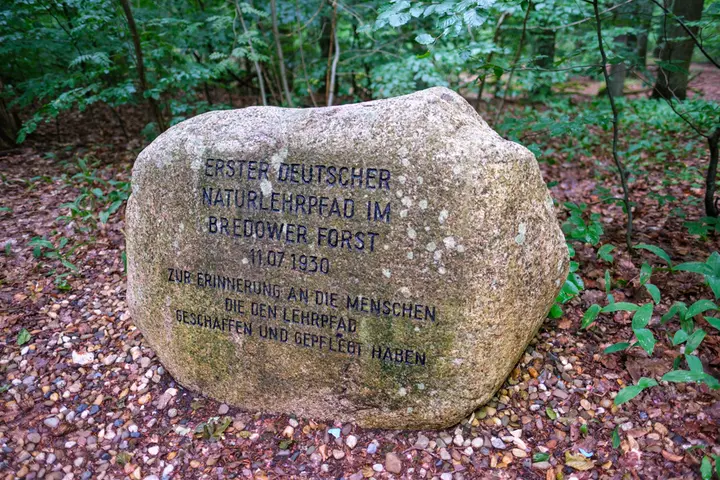 ERSTER DEUTSCHER
NATURLEHRPFAD IM
BREDOWER FORST
11.07.1930
ZUR ERINNERUNG AN DIE MENSCHEN,
DIE DEN LEHRPFAD
GESCHAFFEN UND GEPFLEGT HABEN